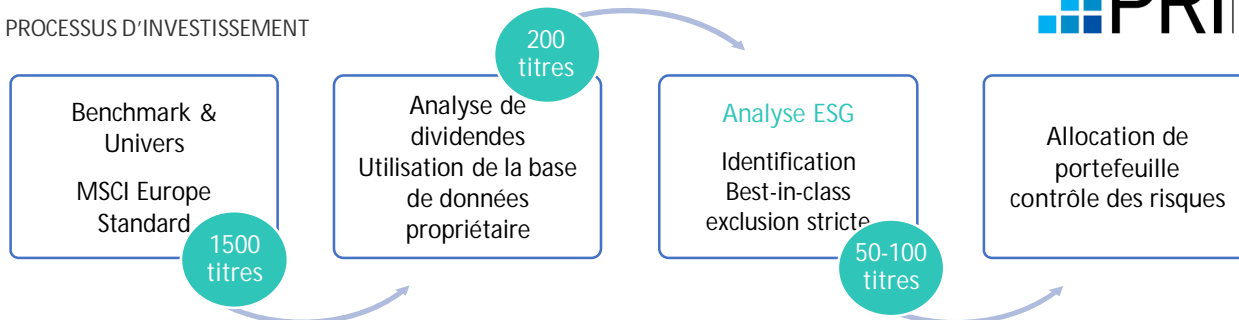 PROCESSUS D'INVESTISSEMENT
PRI
Benchmark &
Univers
MSCI Europe
Standard
1500
titres
200
titres
Analyse de
dividendes
Utilisation de la base
de données
propriétaire
Analyse ESG
Identification
Best-in-class
exclusion stricte
50-100
titres
Allocation de
portefeuille
contrôle des risques